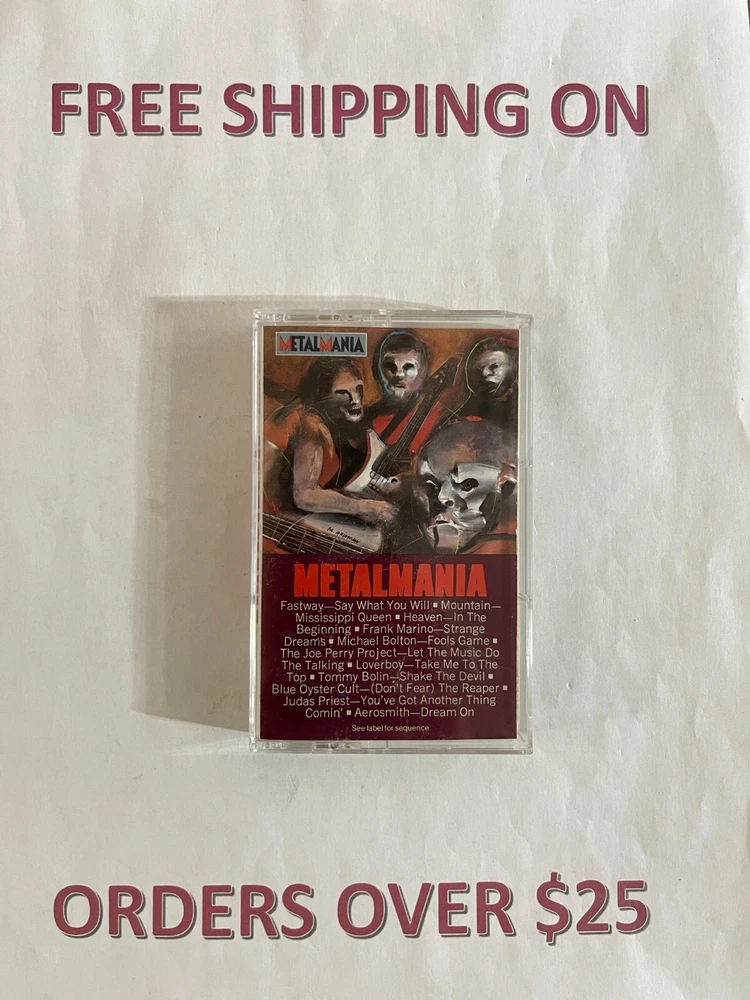 FREE SHIPPING ON
METALMANIA
METALMANIA
Fastway—Say What You Will ▪ Mountain—
Mississippi Queen ▪ Heaven—In The
Beginning ▪ Frank Marino—Strange
Dreams ▪ Michael Bolton—Fools Game ▪
The Joe Perry Project—Let The Music Do
The Talking ▪ Loverboy—Take Me To The
Top ▪ Tommy Bolin—Shake The Devil ▪
Blue Oyster Cult—(Don't Fear) The Reaper ▪
Judas Priest—You've Got Another Thing
Comin' ▪ Aerosmith—Dream On
See label for sequence
ORDERS OVER $25